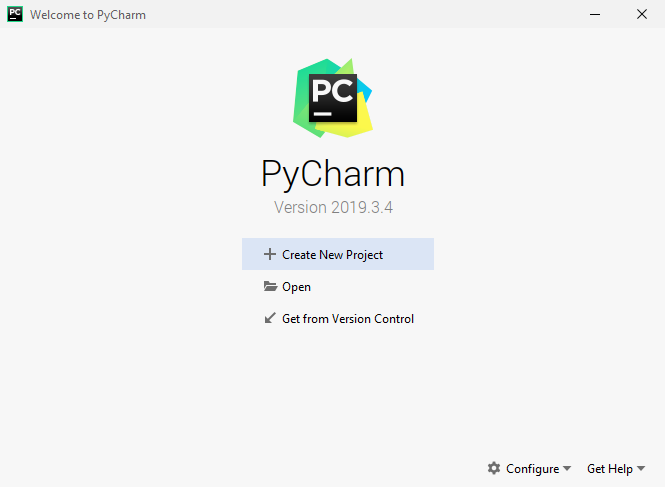 PC
Welcome to PyCharm
PC
PyCharm
Version 2019.3.4
Create New Project
Open
Get from Version Control
Configure
Get Help